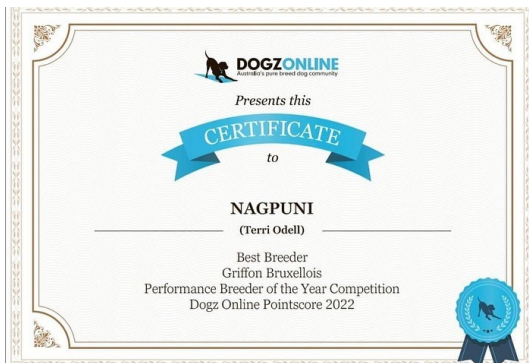 DOGZONLINE
Australia's pure breed dog community
Presents this
CERTIFICATE
to
NAGPUNI
(Terri Odell)
Best Breeder
Griffon Bruxellois
Performance Breeder of the Year Competition
Dogz Online Pointscore 2022